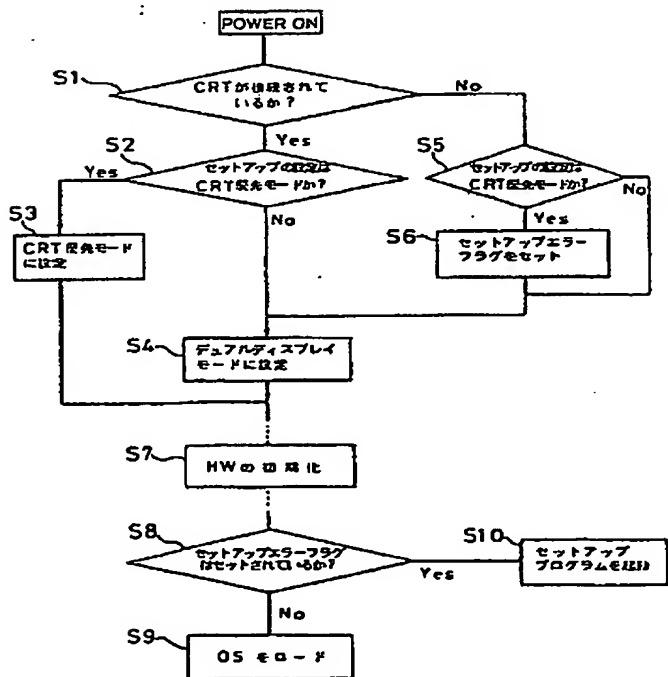 POWER ON
S1
CRTが接続されて
いるか?
No
Yes
S2
セットアップの設定は
CRT優先モードか?
Yes
No
S5
セットアップの設定は
CRT優先モードか?
No
Yes
S3
CRT優先モード
に設定
S6
セットアップエラー
フラグをセット
S4
デュアルディスプレイ
モードに設定
S7
HWの初期化
S8
セットアップエラーフラグ
はセットされているか?
Yes
S10
セットアップ
プログラムを起動
No
S9
OSをロード